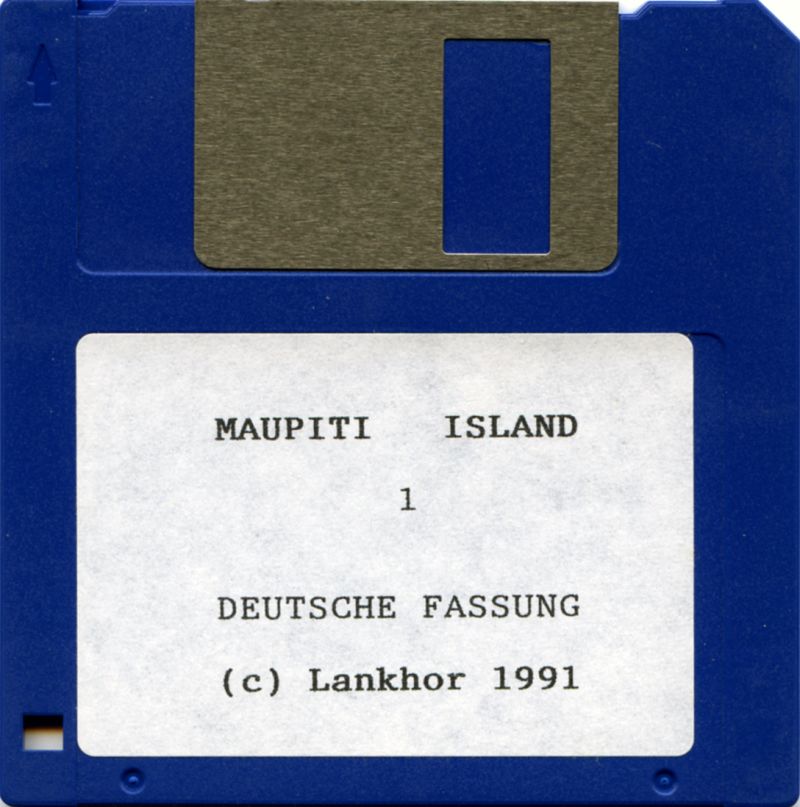 MAUPITI ISLAND
1
DEUTSCHE FASSUNG
(c) Lankhor 1991